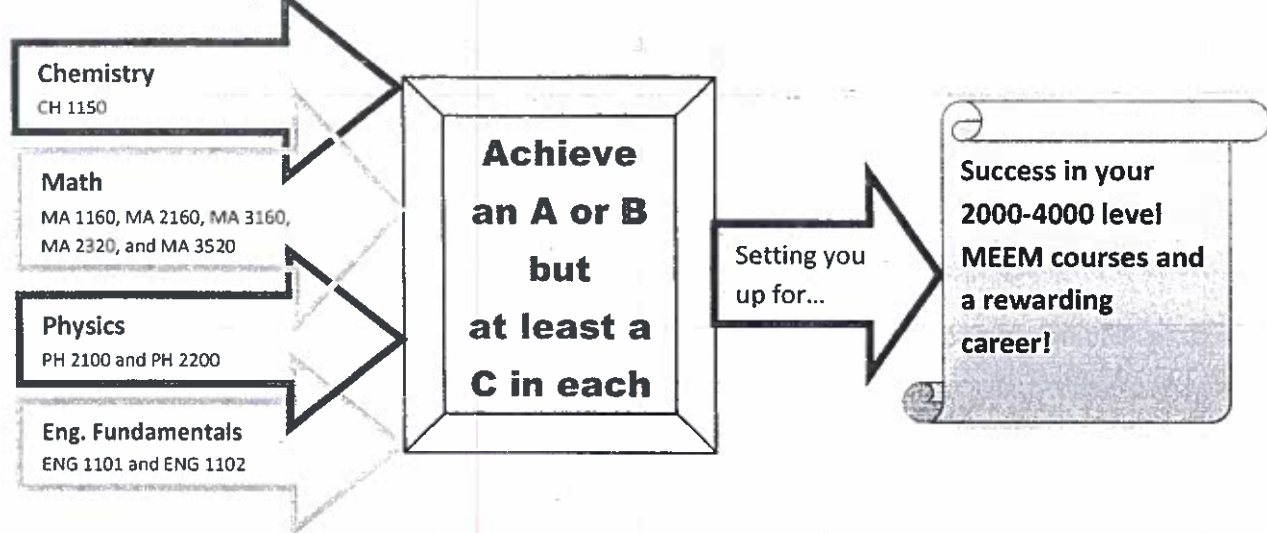 Chemistry
CH 1150
Math
MA 1160, MA 2160, MA 3160,
MA 2320, and MA 3520
Physics
PH 2100 and PH 2200
Eng. Fundamentals
ENG 1101 and ENG 1102
Achieve
an A or B
but
at least a
C in each
Setting you
up for...
Success in your
2000-4000 level
MEEM courses and
a rewarding
career!